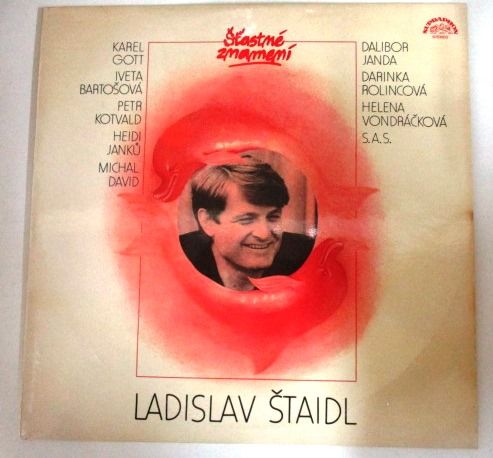 Šťastné
znamení
KAREL
GOTT
IVETA
BARTOŠOVÁ
PETR
KOTVALD
HEIDI
JANKŮ
MICHAL
DAVID
DALIBOR
JANDA
DARINKA
ROLINCOVÁ
HELENA
VONDRÁČKOVÁ
S.A.S.
SUPRAPHON
STEREO
LADISLAV ŠTAIDL